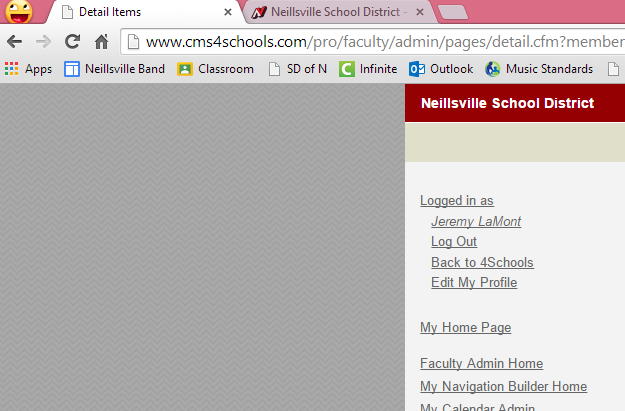 Detail Items × Neillsville School District - ×
www.cms4schools.com/pro/faculty/admin/pages/detail.cfm?member
Apps Neillsville Band Classroom SD of N Infinite Outlook Music Standards
Neillsville School District
Logged in as
Jeremy LaMont
Log Out
Back to 4Schools
Edit My Profile
My Home Page
Faculty Admin Home
My Navigation Builder Home
My Calendar Admin